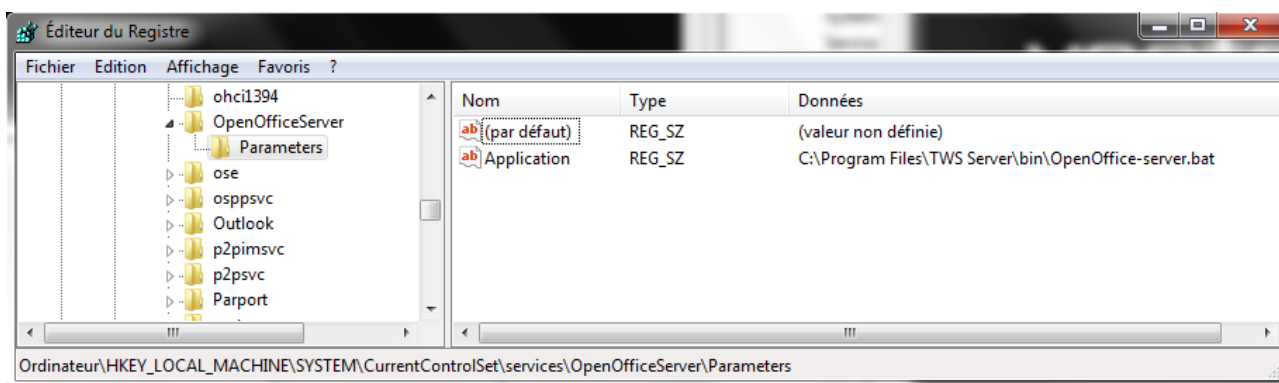 Éditeur du Registre
Fichier Edition Affichage Favoris ?
ohci1394
OpenOfficeServer
Parameters
ose
osppsvc
Outlook
p2pimsvc
p2psvc
Parport
Nom Type Données
(par défaut) REG_SZ (valeur non définie)
Application REG_SZ C:\Program Files\TWS Server\bin\OpenOffice-server.bat
Ordinateur\HKEY_LOCAL_MACHINE\SYSTEM\CurrentControlSet\services\OpenOfficeServer\Parameters